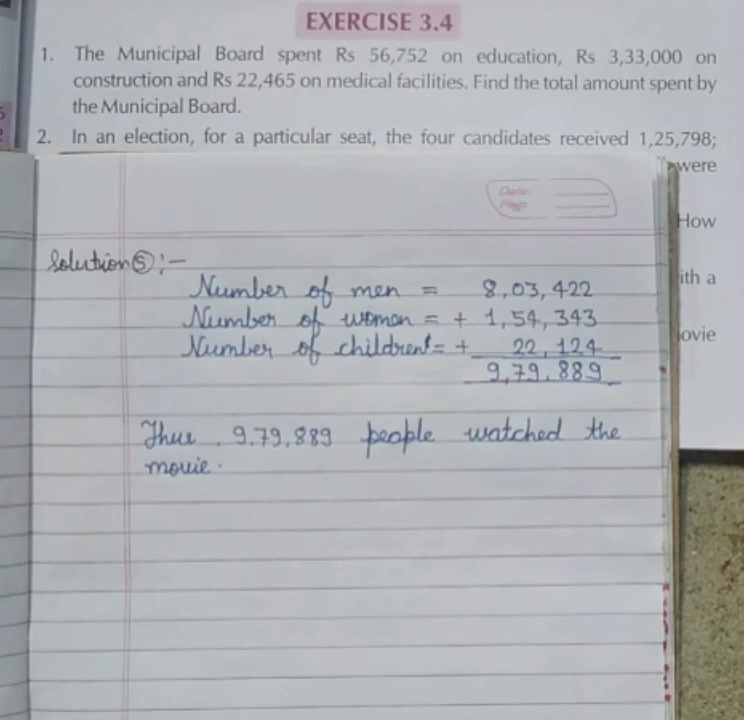 EXERCISE 3.4
1. The Municipal Board spent Rs 56,752 on education, Rs 3,33,000 on
construction and Rs 22,465 on medical facilities. Find the total amount spent by
the Municipal Board.
2. In an election, for a particular seat, the four candidates received 1,25,798;
were
Date:
Page:
How
Solution 5 :-
ith a
Number of men = 8,03,422
Number of women = + 1,54,343
ovie
Number of children = + 22,124
9,79,889
Thus, 9,79,889 people watched the
movie.